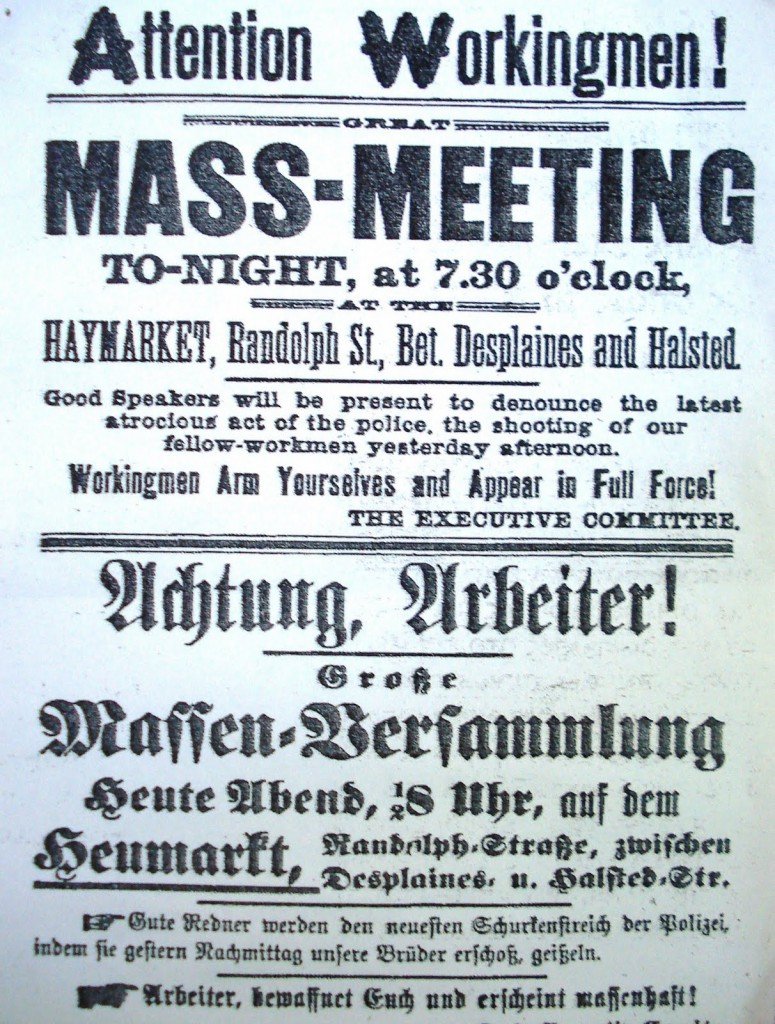 Attention Workingmen!
GREAT
MASS-MEETING
TO-NIGHT, at 7.30 o'clock,
AT THE
HAYMARKET, Randolph St., Bet. Desplaines and Halsted.
Good Speakers will be present to denounce the latest
atrocious act of the police, the shooting of our
fellow-workmen yesterday afternoon.
Workingmen Arm Yourselves and Appear in Full Force!
THE EXECUTIVE COMMITTEE.
Achtung, Arbeiter!
Große
Massen-Versammlung
Heute Abend, ½8 Uhr, auf dem
Heumarkt, Randolph-Straße, zwischen
Desplaines- u. Halsted-Str.
Gute Redner werden den neuesten Schurkenstreich der Polizei,
indem sie gestern Nachmittag unsere Brüder erschoß, geißeln.
Arbeiter, bewaffnet Euch und erscheint massenhaft!